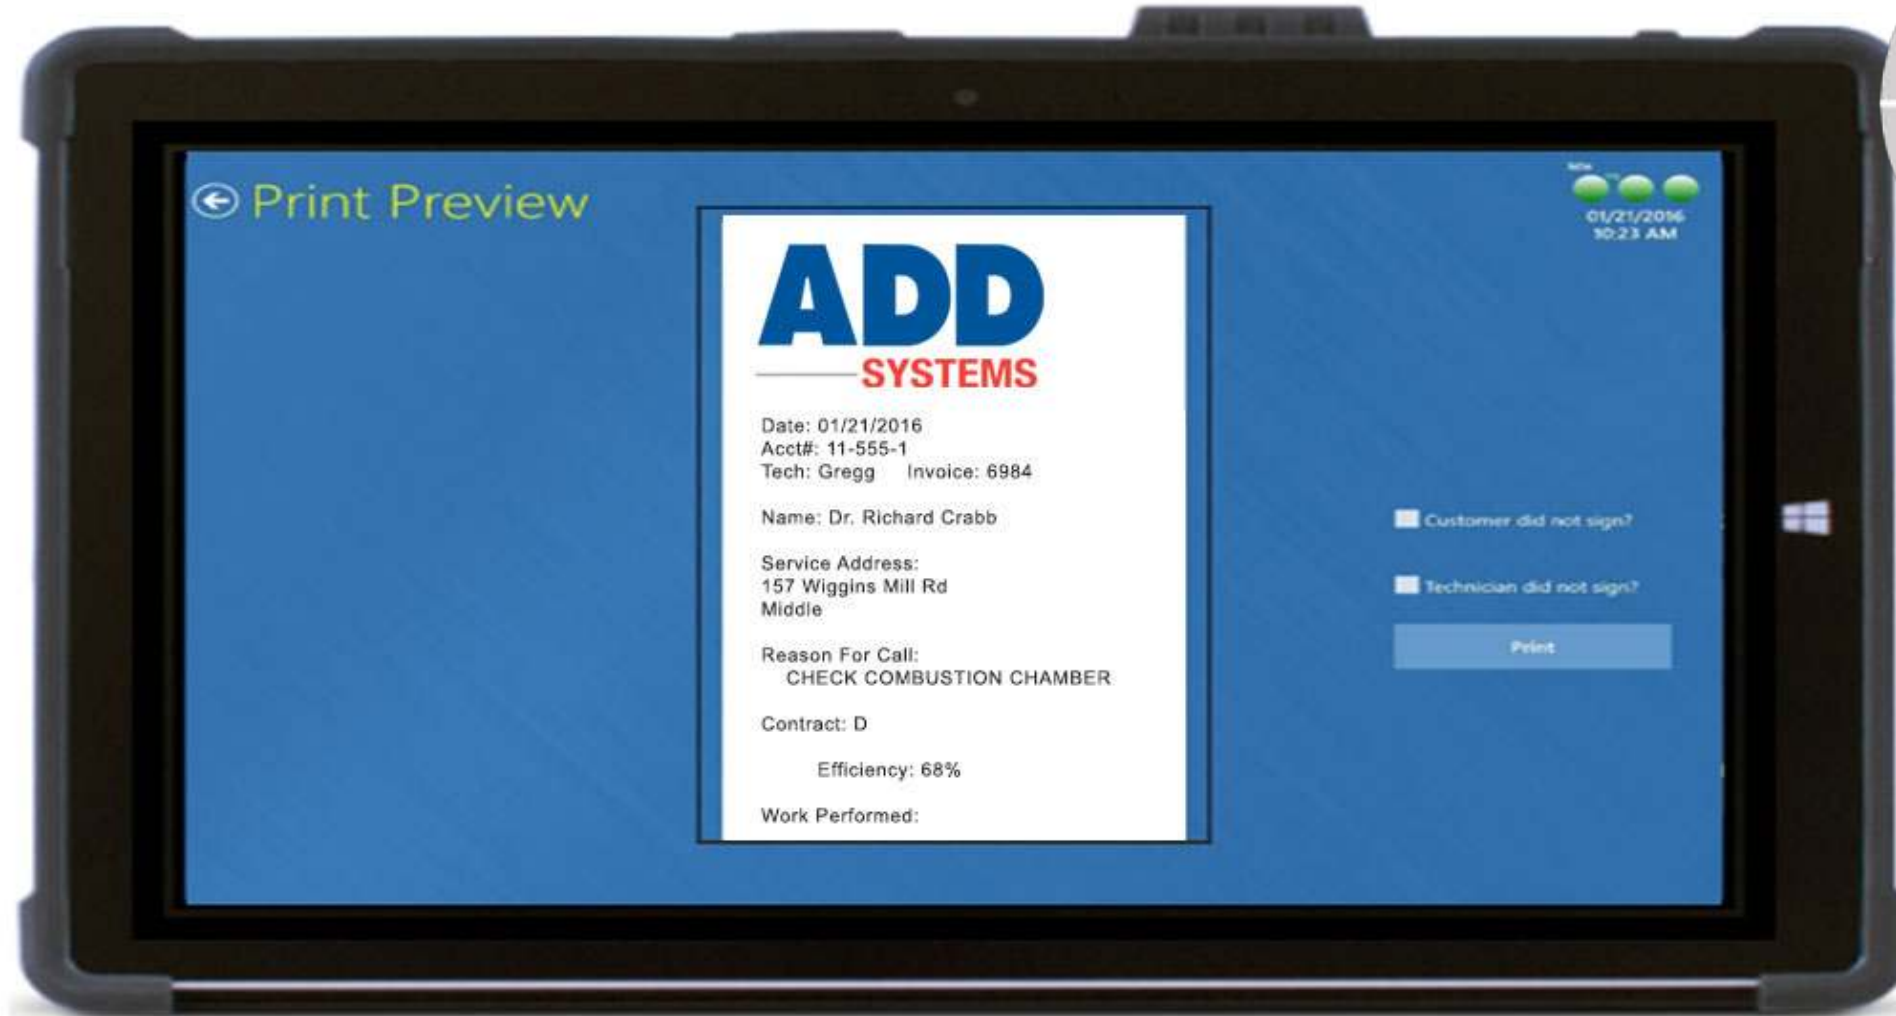 Print Preview
01/21/2016
10:23 AM
ADD
SYSTEMS
Date: 01/21/2016
Acct#: 11-555-1
Tech: Gregg Invoice: 6984
Name: Dr. Richard Crabb
Service Address:
157 Wiggins Mill Rd
Middle
Reason For Call:
CHECK COMBUSTION CHAMBER
Contract: D
Efficiency: 68%
Work Performed:
Customer did not sign?
Technician did not sign?
Print